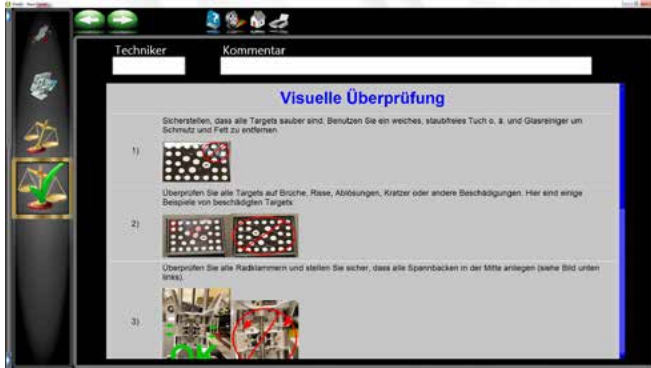 Techniker Kommentar
Visuelle Überprüfung
Sicherstellen, dass alle Targets sauber sind. Benutzen Sie ein weiches, staubfreies Tuch o. ä. und Glasreiniger um
Schmutz und Fett zu entfernen.
1)
Überprüfen Sie alle Targets auf Brüche, Risse, Ablösungen, Kratzer oder andere Beschädigungen. Hier sind einige
Beispiele von beschädigten Targets:
2)
Überprüfen Sie alle Radklammern und stellen Sie sicher, dass alle Spannbacken in der Mitte anliegen (siehe Bild unten
links).
3)
OK